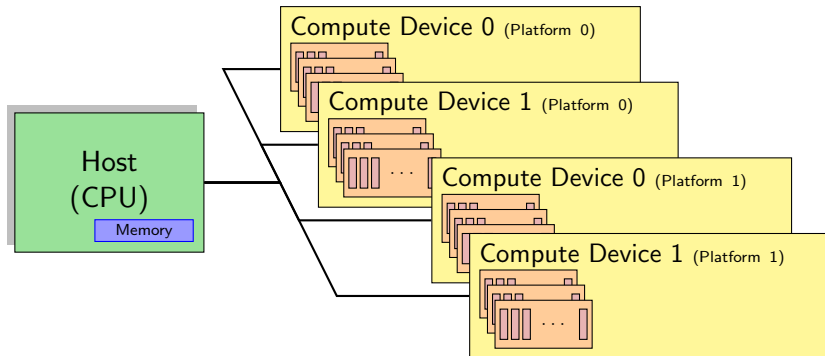 Compute Device 0 (Platform 0)
Compute Device 1 (Platform 0)
· · ·
Compute Device 0 (Platform 1)
Compute Device 1 (Platform 1)
· · ·
Host
(CPU)
Memory